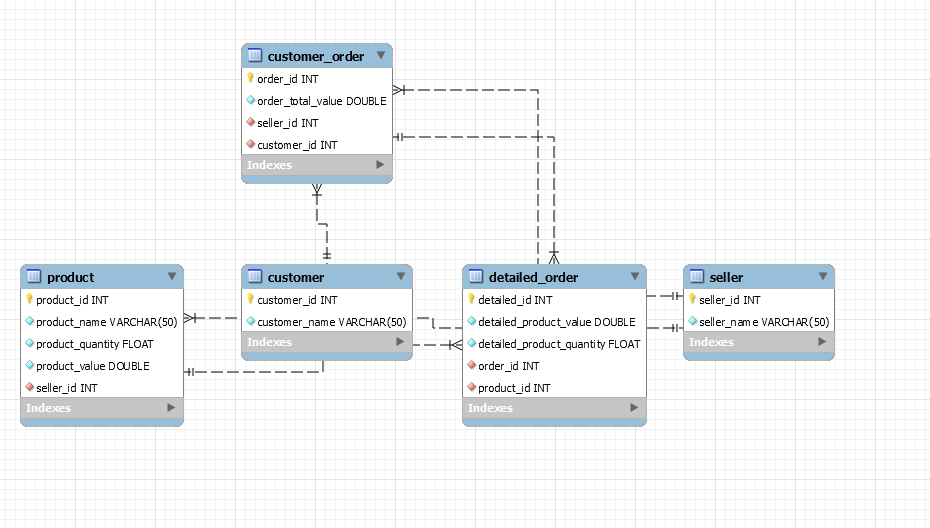 customer_order
order_id INT
order_total_value DOUBLE
seller_id INT
customer_id INT
Indexes
product
product_id INT
product_name VARCHAR(50)
product_quantity FLOAT
product_value DOUBLE
seller_id INT
Indexes
customer
customer_id INT
customer_name VARCHAR(50)
Indexes
detailed_order
detailed_id INT
detailed_product_value DOUBLE
detailed_product_quantity FLOAT
order_id INT
product_id INT
Indexes
seller
seller_id INT
seller_name VARCHAR(50)
Indexes